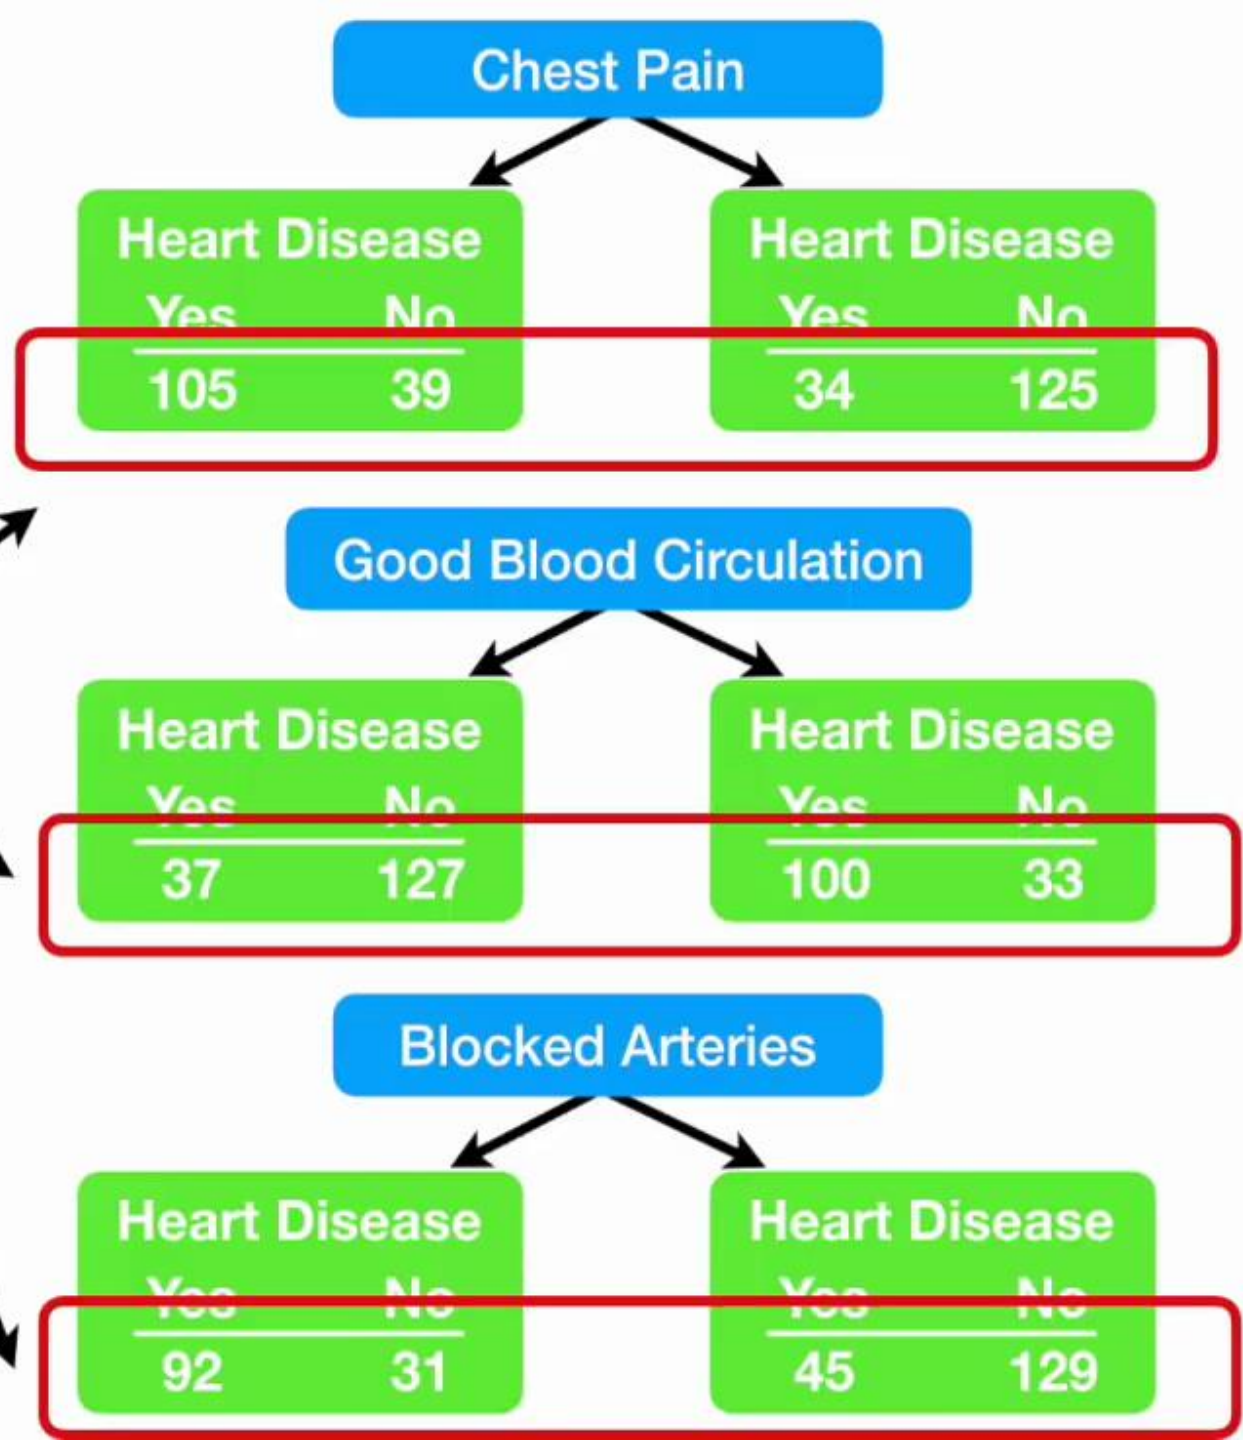 Chest Pain
Heart Disease Heart Disease
Yes No Yes No
105 39 34 125
Good Blood Circulation
Heart Disease Heart Disease
Yes No Yes No
37 127 100 33
Blocked Arteries
Heart Disease Heart Disease
Yes No Yes No
92 31 45 129